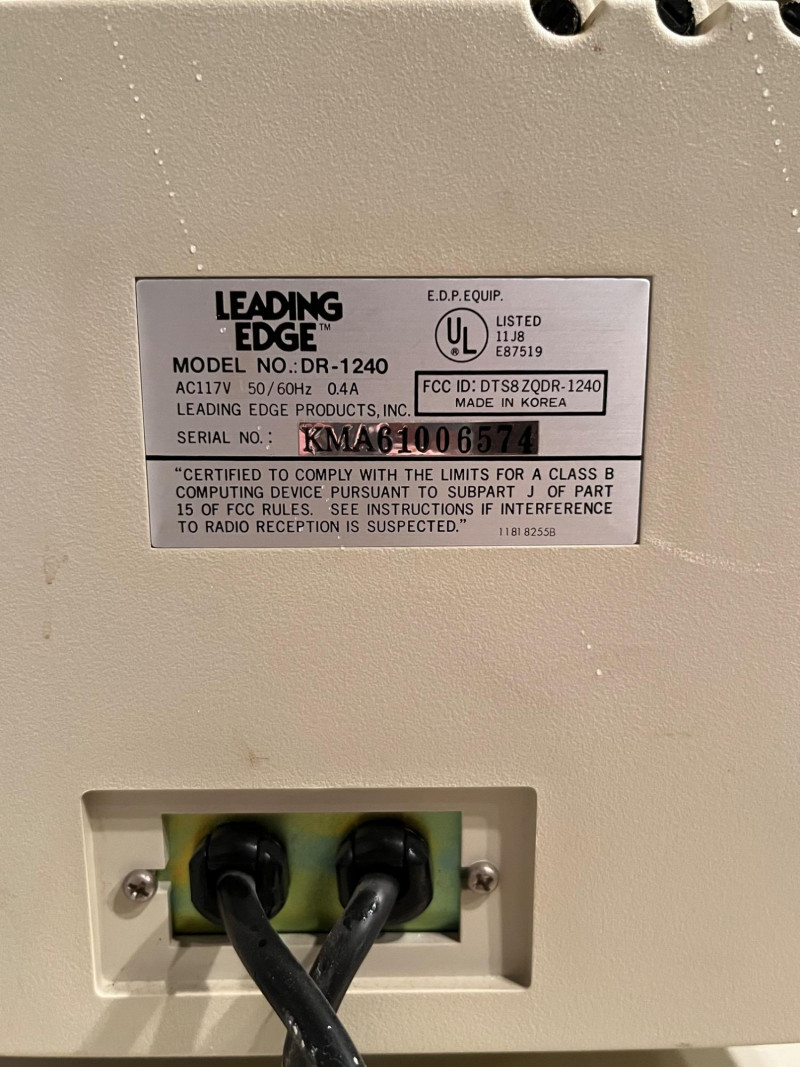 LEADING
EDGE™
MODEL NO.: DR-1240
AC117V 50/60Hz 0.4A
LEADING EDGE PRODUCTS, INC.
E.D.P. EQUIP.
UL ®
LISTED
11J8
E87519
FCC ID: DTS8ZQDR-1240
MADE IN KOREA
SERIAL NO.: KMA61006574
"CERTIFIED TO COMPLY WITH THE LIMITS FOR A CLASS B
COMPUTING DEVICE PURSUANT TO SUBPART J OF PART
15 OF FCC RULES. SEE INSTRUCTIONS IF INTERFERENCE
TO RADIO RECEPTION IS SUSPECTED."
11818255B